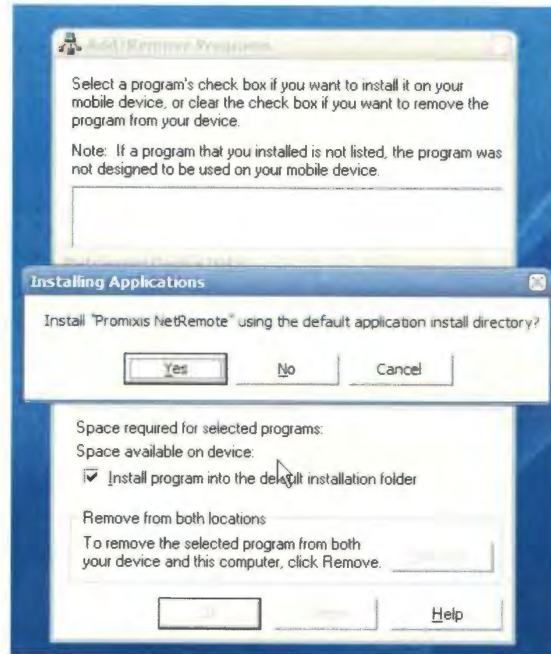 Add/Remove Programs
Select a program's check box if you want to install it on your
mobile device, or clear the check box if you want to remove the
program from your device.
Note: If a program that you installed is not listed, the program was
not designed to be used on your mobile device.
Installing Applications
Install "Promixis NetRemote" using the default application install directory?
Yes
No
Cancel
Space required for selected programs:
Space available on device:
Install program into the default installation folder
Remove from both locations
To remove the selected program from both
your device and this computer, click Remove.
Help